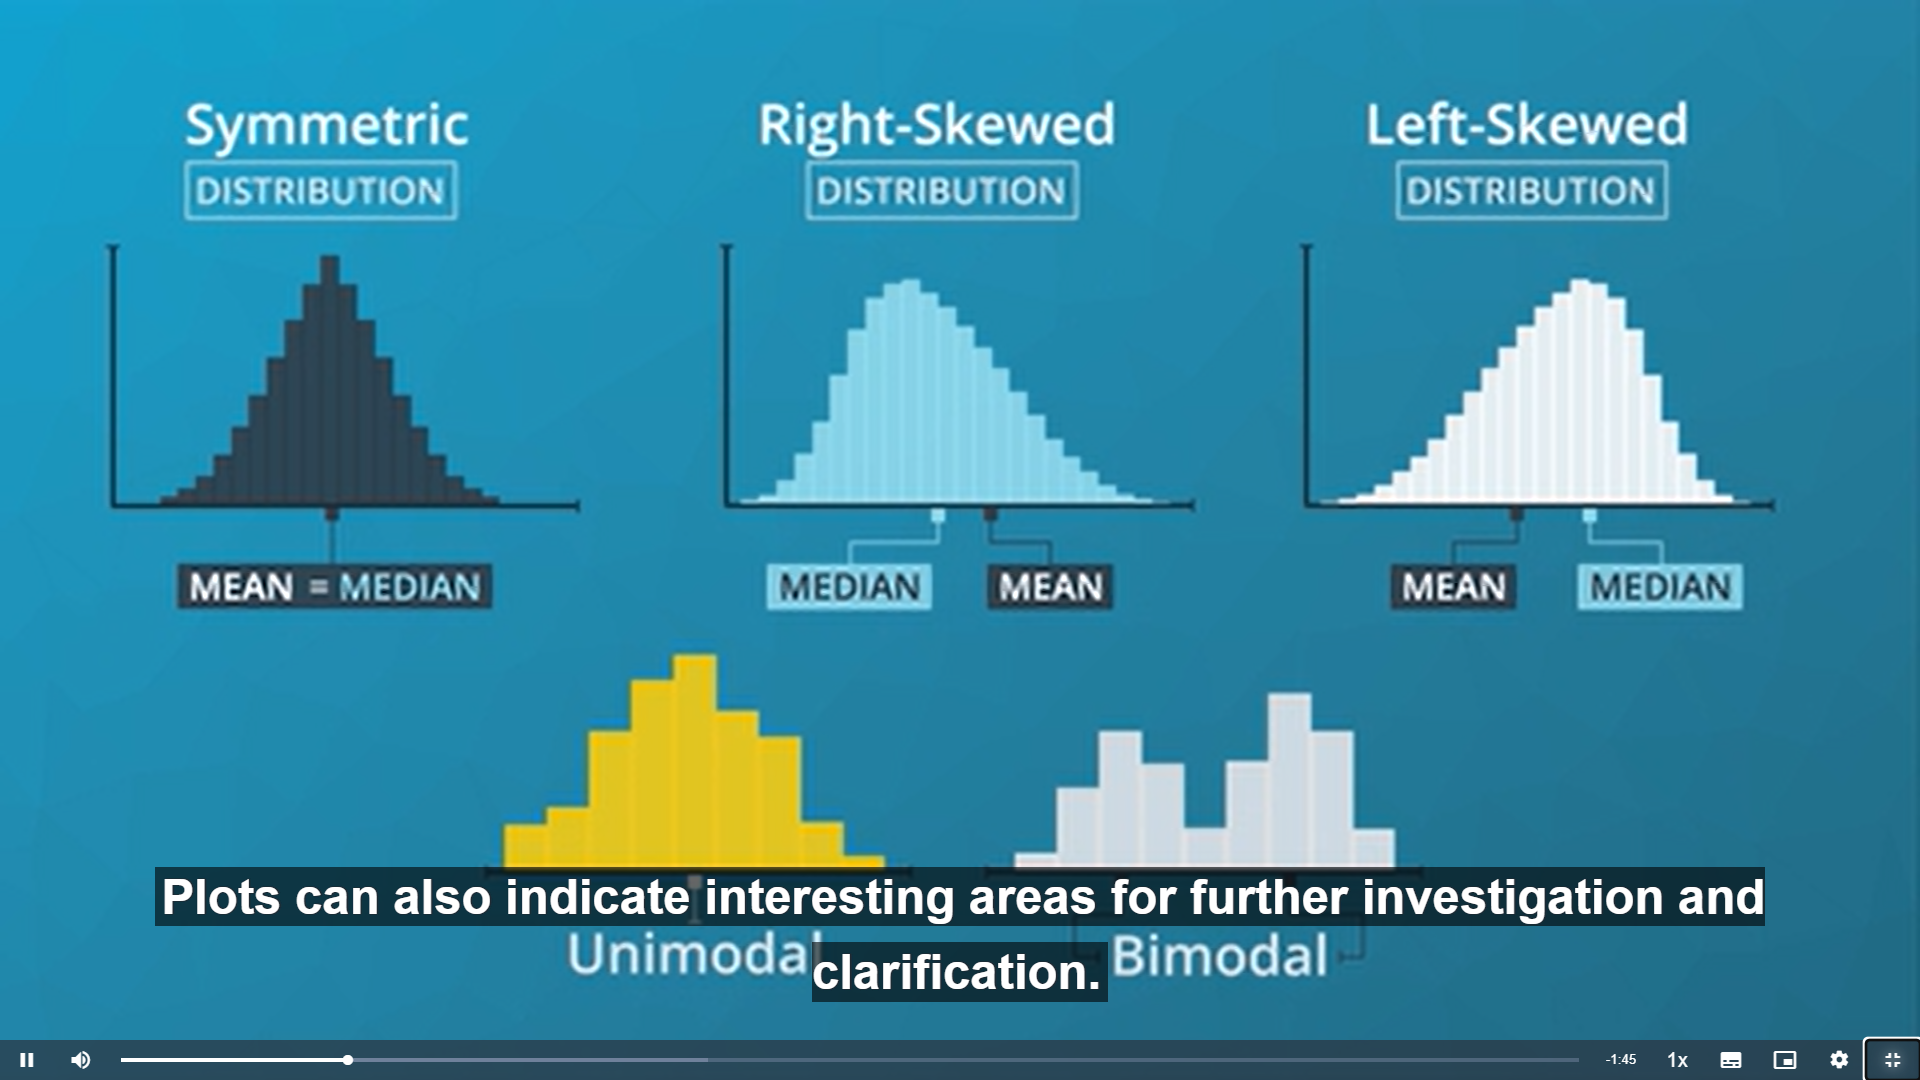 Symmetric
DISTRIBUTION
Right-Skewed
DISTRIBUTION
Left-Skewed
DISTRIBUTION
MEAN = MEDIAN
MEDIAN
MEAN
MEAN
MEDIAN
Plots can also indicate interesting areas for further investigation and
clarification.
Unimodal
Bimodal
-1:45
1x